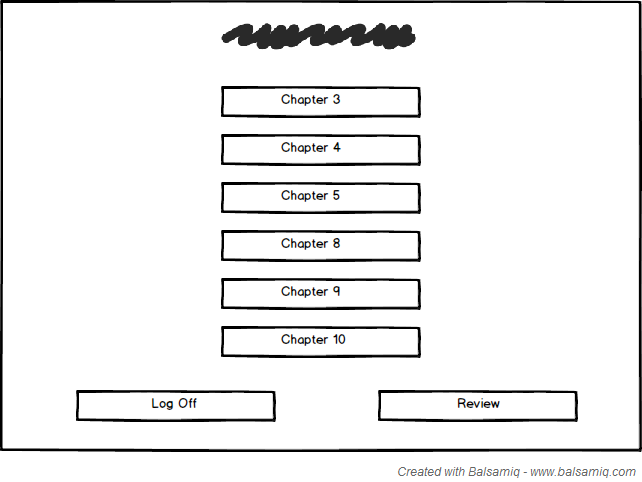 Chapter 3
Chapter 4
Chapter 5
Chapter 8
Chapter 9
Chapter 10
Log Off Review
Created with Balsamiq - www.balsamiq.com